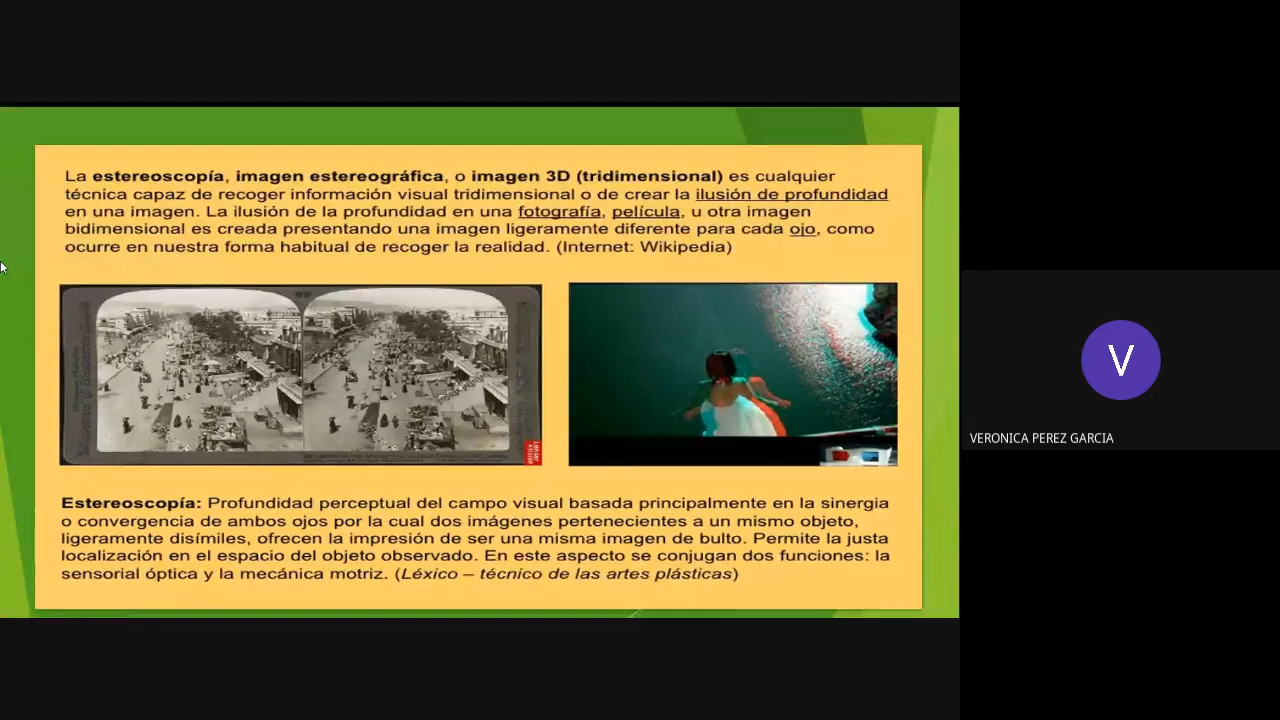 La estereoscopía, imagen estereográfica, o imagen 3D (tridimensional) es cualquier
técnica capaz de recoger información visual tridimensional o de crear la ilusión de profundidad
en una imagen. La ilusión de la profundidad en una fotografía, película, u otra imagen
bidimensional es creada presentando una imagen ligeramente diferente para cada ojo, como
ocurre en nuestra forma habitual de recoger la realidad. (Internet: Wikipedia)
Estereoscopía: Profundidad perceptual del campo visual basada principalmente en la sinergia
o convergencia de ambos ojos por la cual dos imágenes pertenecientes a un mismo objeto,
ligeramente disímiles, ofrecen la impresión de ser una misma imagen de bulto. Permite la justa
localización en el espacio del objeto observado. En este aspecto se conjugan dos funciones: la
sensorial óptica y la mecánica motriz. (Léxico – técnico de las artes plásticas)
V
VERONICA PEREZ GARCIA